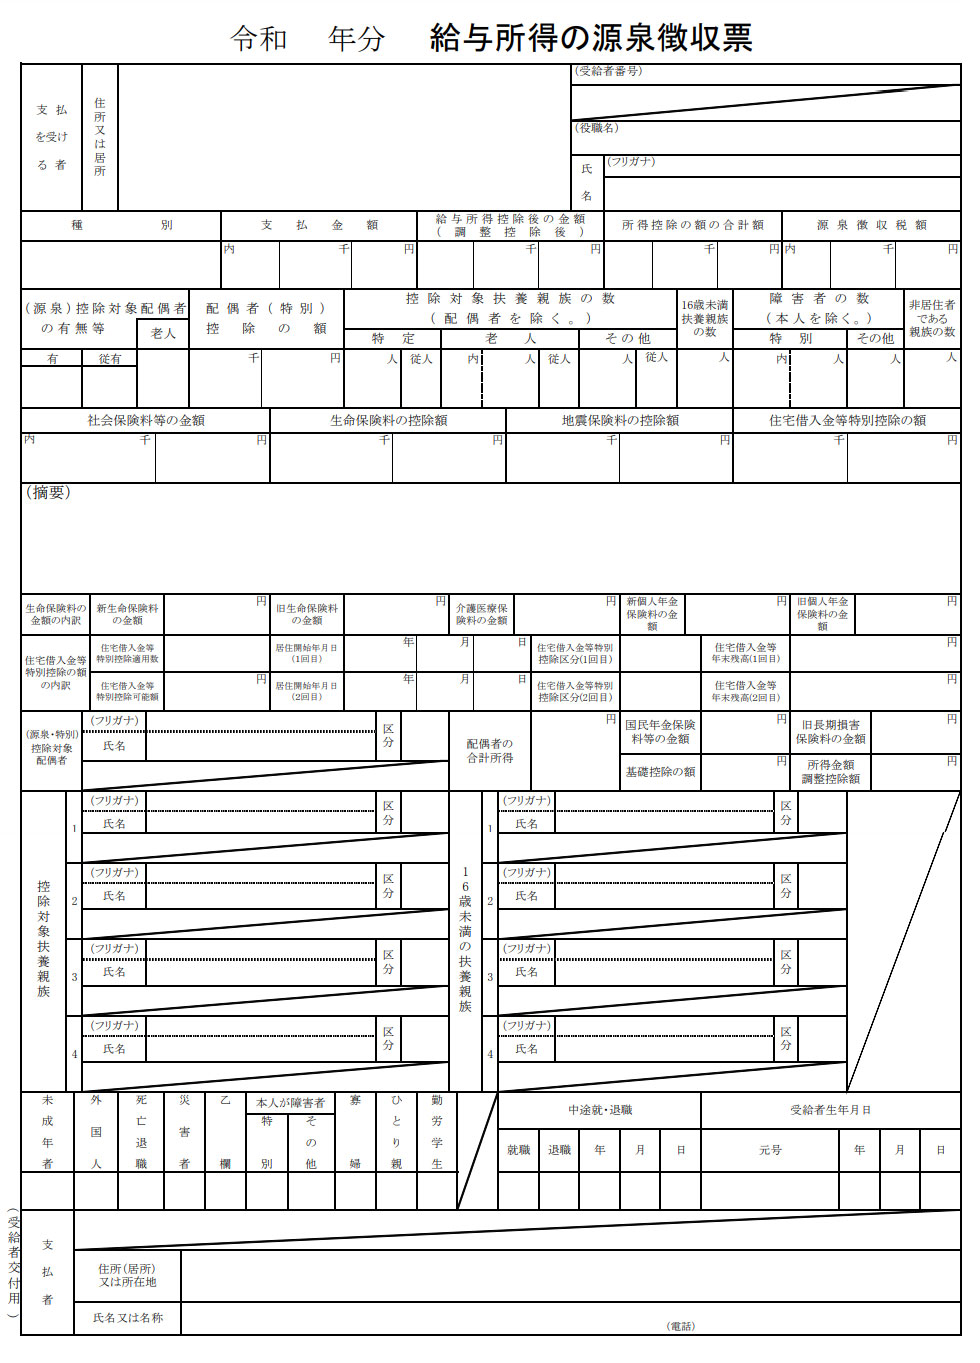 令和　年分　給与所得の源泉徴収票
支払を受ける者
住所又は居所
(受給者番号)
(役職名)
氏名
(フリガナ)
種別
支払金額
給与所得控除後の金額
(調整控除後)
所得控除の額の合計額
源泉徴収税額
内 千 円 千 円 千 円 内 千 円
(源泉)控除対象配偶者
の有無等
老人
配偶者(特別)
控除の額
控除対象扶養親族の数
(配偶者を除く。)
特定 老人 その他
16歳未満
扶養親族
の数
障害者の数
(本人を除く。)
特別 その他
非居住者
である
親族の数
有 従有 千 円 人 従人 内 人 従人 人 従人 人 内 人 人 人
社会保険料等の金額 生命保険料の控除額 地震保険料の控除額 住宅借入金等特別控除の額
内 千 円 千 円 千 円 千 円
(摘要)
生命保険料の
金額の内訳
新生命保険料
の金額
円
旧生命保険料
の金額
円
介護医療保
険料の金額
円
新個人年金
保険料の金
額
円
旧個人年金
保険料の金
額
円
住宅借入金等
特別控除の額
の内訳
住宅借入金等
特別控除適用数
居住開始年月日
(1回目)
年 月 日
住宅借入金等特別
控除区分(1回目)
住宅借入金等
年末残高(1回目)
円
住宅借入金等
特別控除可能額
円
居住開始年月日
(2回目)
年 月 日
住宅借入金等特別
控除区分(2回目)
住宅借入金等
年末残高(2回目)
円
(源泉・特別)
控除対象
配偶者
(フリガナ)
氏名
区分
配偶者の
合計所得
円
国民年金保険
料等の金額
円
旧長期損害
保険料の金額
円
基礎控除の額
円
所得金額
調整控除額
円
控除対象扶養親族
1
(フリガナ)
氏名
区分
2
(フリガナ)
氏名
区分
3
(フリガナ)
氏名
区分
4
(フリガナ)
氏名
区分
16歳未満の扶養親族
1
(フリガナ)
氏名
区分
2
(フリガナ)
氏名
区分
3
(フリガナ)
氏名
区分
4
(フリガナ)
氏名
区分
未成年者
外国人
死亡退職
災害者
乙欄
本人が障害者
特別
その他
寡婦
ひとり親
勤労学生
中途就・退職
就職 退職 年 月 日
受給者生年月日
元号 年 月 日
(受給者交付用)
支払者
住所(居所)
又は所在地
氏名又は名称
(電話)